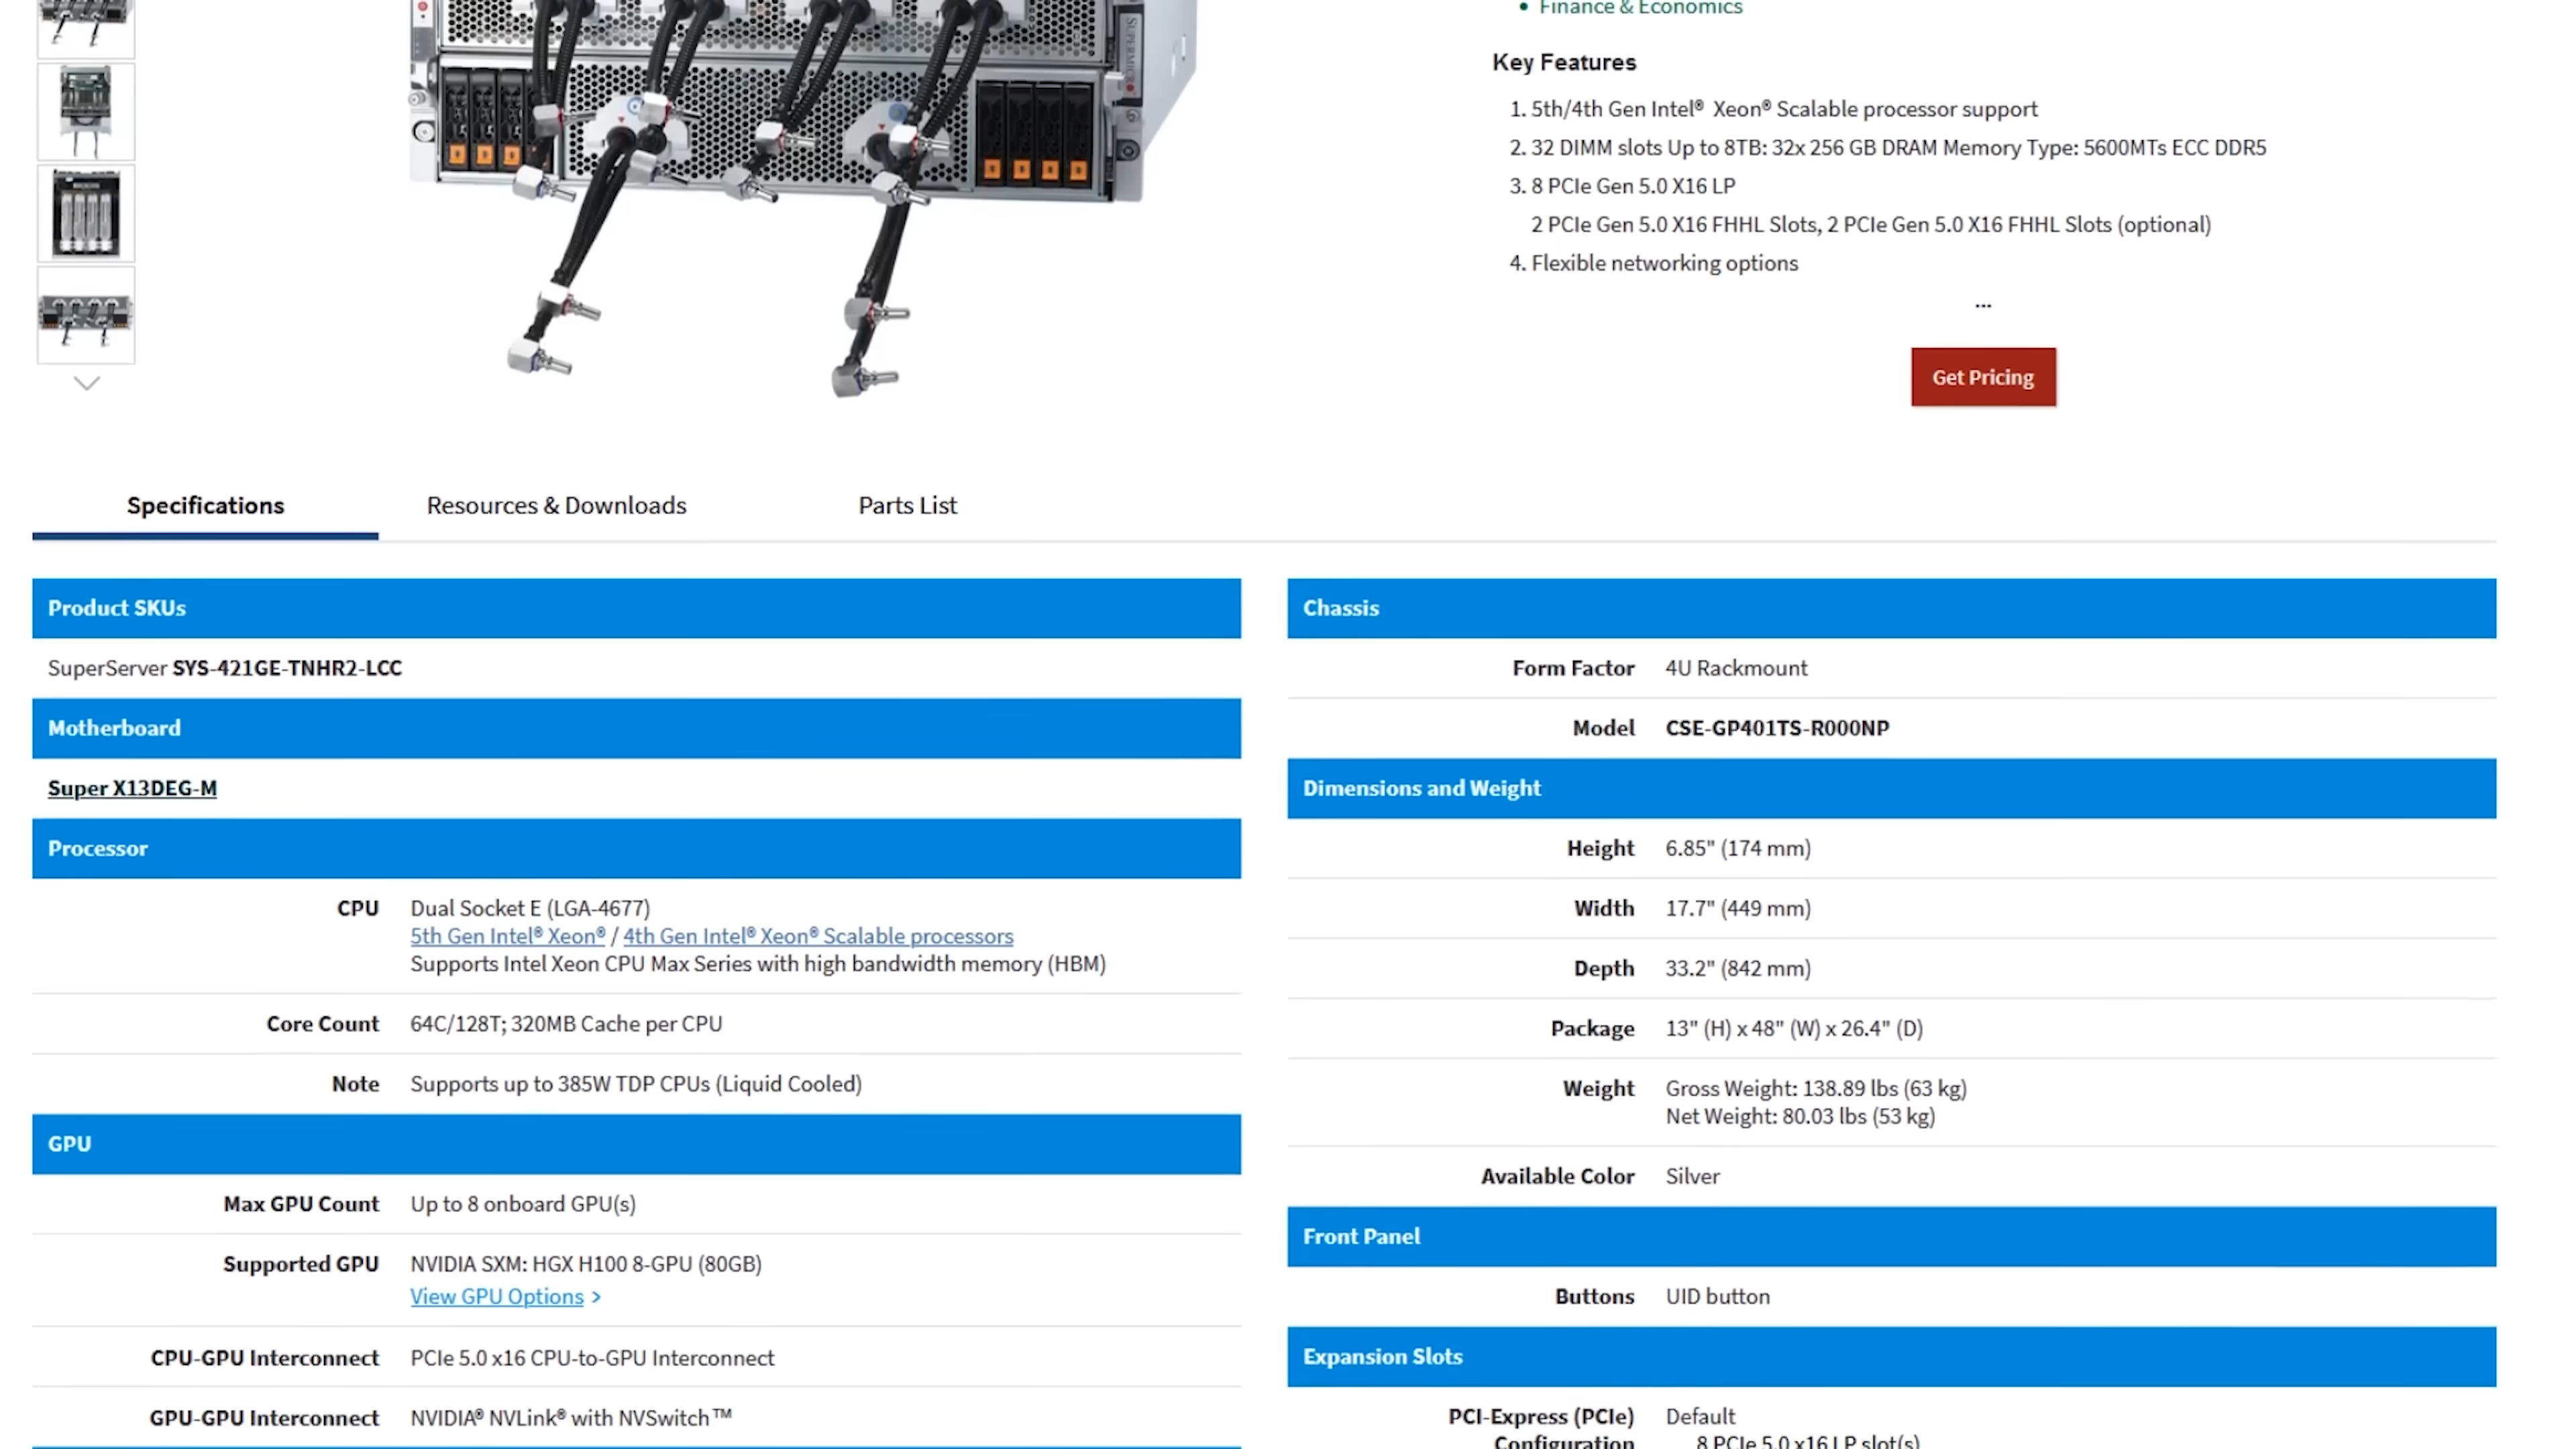 SUPERMICRO
• Finance & Economics
Key Features
1. 5th/4th Gen Intel® Xeon® Scalable processor support
2. 32 DIMM slots Up to 8TB: 32x 256 GB DRAM Memory Type: 5600MTs ECC DDR5
3. 8 PCIe Gen 5.0 X16 LP
2 PCIe Gen 5.0 X16 FHHL Slots, 2 PCIe Gen 5.0 X16 FHHL Slots (optional)
4. Flexible networking options
...
Get Pricing
Specifications
Resources & Downloads
Parts List
Product SKUs
SuperServer SYS-421GE-TNHR2-LCC
Motherboard
Super X13DEG-M
Processor
CPU Dual Socket E (LGA-4677)
5th Gen Intel® Xeon® / 4th Gen Intel® Xeon® Scalable processors
Supports Intel Xeon CPU Max Series with high bandwidth memory (HBM)
Core Count 64C/128T; 320MB Cache per CPU
Note Supports up to 385W TDP CPUs (Liquid Cooled)
GPU
Max GPU Count Up to 8 onboard GPU(s)
Supported GPU NVIDIA SXM: HGX H100 8-GPU (80GB)
View GPU Options >
CPU-GPU Interconnect PCIe 5.0 x16 CPU-to-GPU Interconnect
GPU-GPU Interconnect NVIDIA® NVLink® with NVSwitch™
Chassis
Form Factor 4U Rackmount
Model CSE-GP401TS-R000NP
Dimensions and Weight
Height 6.85" (174 mm)
Width 17.7" (449 mm)
Depth 33.2" (842 mm)
Package 13" (H) x 48" (W) x 26.4" (D)
Weight Gross Weight: 138.89 lbs (63 kg)
Net Weight: 80.03 lbs (53 kg)
Available Color Silver
Front Panel
Buttons UID button
Expansion Slots
PCI-Express (PCIe) Default
Configuration 8 PCIe 5.0 x16 LP slot(s)